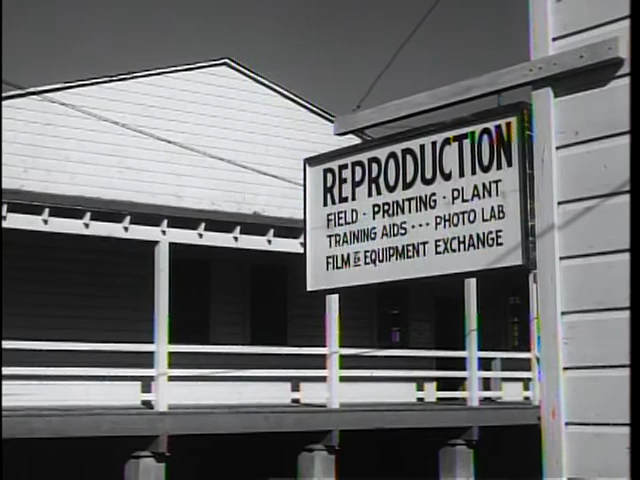 REPRODUCTION
FIELD · PRINTING · PLANT
TRAINING AIDS --- PHOTO LAB
FILM & EQUIPMENT EXCHANGE